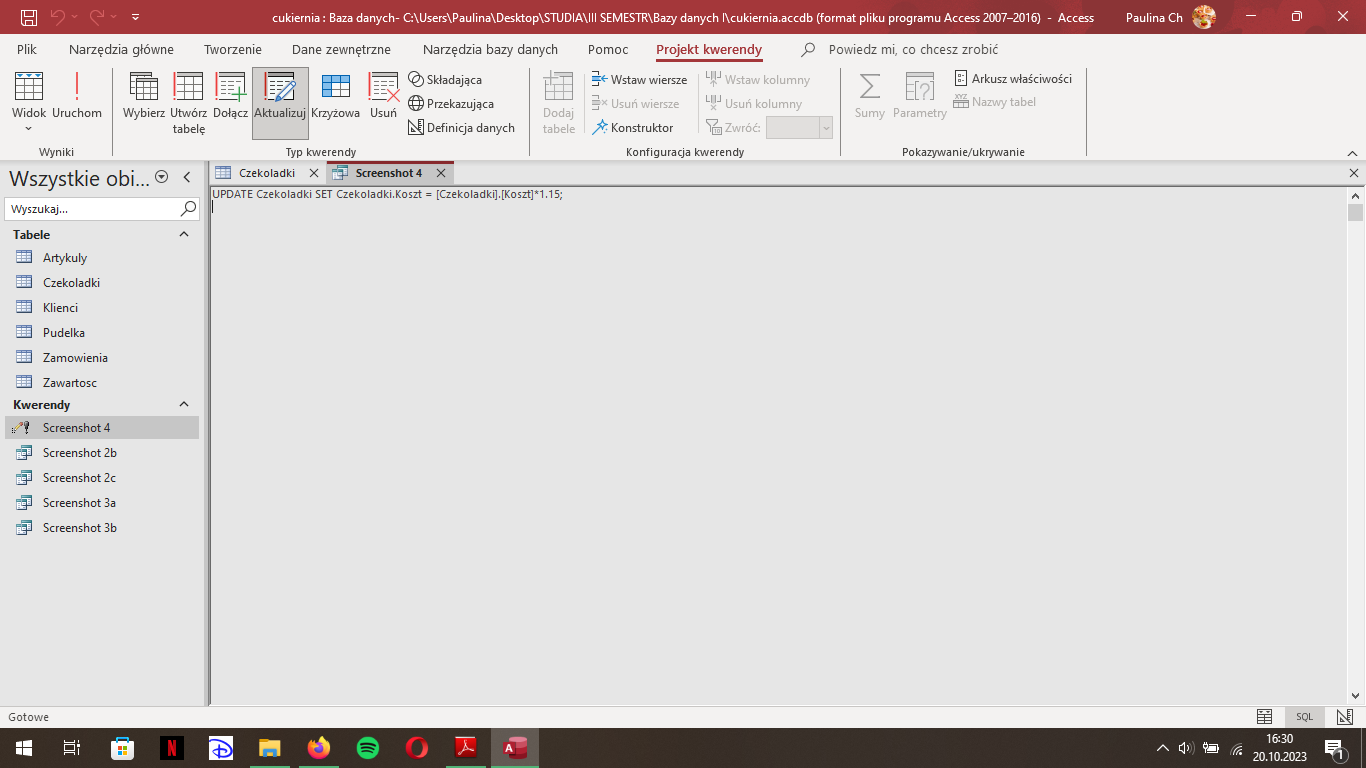 cukiernia : Baza danych- C:\Users\Paulina\Desktop\STUDIA\III SEMESTR\Bazy danych I\cukiernia.accdb (format pliku programu Access 2007–2016) - Access
Paulina Ch
Plik Narzędzia główne Tworzenie Dane zewnętrzne Narzędzia bazy danych Pomoc Projekt kwerendy Powiedz mi, co chcesz zrobić
Widok
Uruchom
Wyniki
Wybierz
Utwórz
tabelę
Dołącz
Aktualizuj
Krzyżowa
Usuń
Składająca
Przekazująca
Definicja danych
Typ kwerendy
Dodaj
tabele
Wstaw wiersze
Usuń wiersze
Konstruktor
Wstaw kolumny
Usuń kolumny
Zwróć:
Konfiguracja kwerendy
Sumy
Parametry
Arkusz właściwości
XYZ Nazwy tabel
Pokazywanie/ukrywanie
Wszystkie obi...
Wyszukaj...
Tabele
Artykuly
Czekoladki
Klienci
Pudelka
Zamowienia
Zawartosc
Kwerendy
Screenshot 4
Screenshot 2b
Screenshot 2c
Screenshot 3a
Screenshot 3b
Czekoladki
Screenshot 4
UPDATE Czekoladki SET Czekoladki.Koszt = [Czekoladki].[Koszt]*1.15;
Gotowe
SQL
16:30
20.10.2023
1